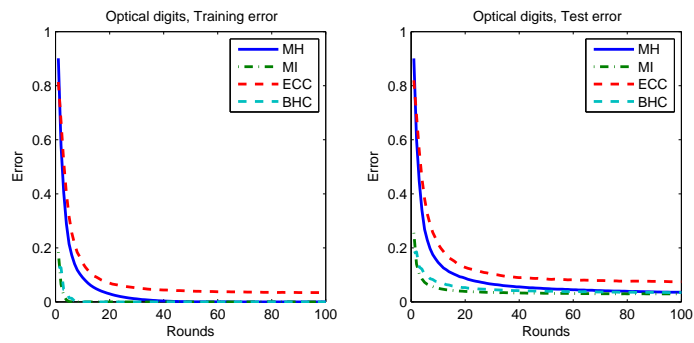 Optical digits, Training error
1
0.8
0.6
0.4
0.2
0
Error
0 20 40 60 80 100
Rounds
MH
MI
ECC
BHC
Optical digits, Test error
1
0.8
0.6
0.4
0.2
0
Error
0 20 40 60 80 100
Rounds
MH
MI
ECC
BHC